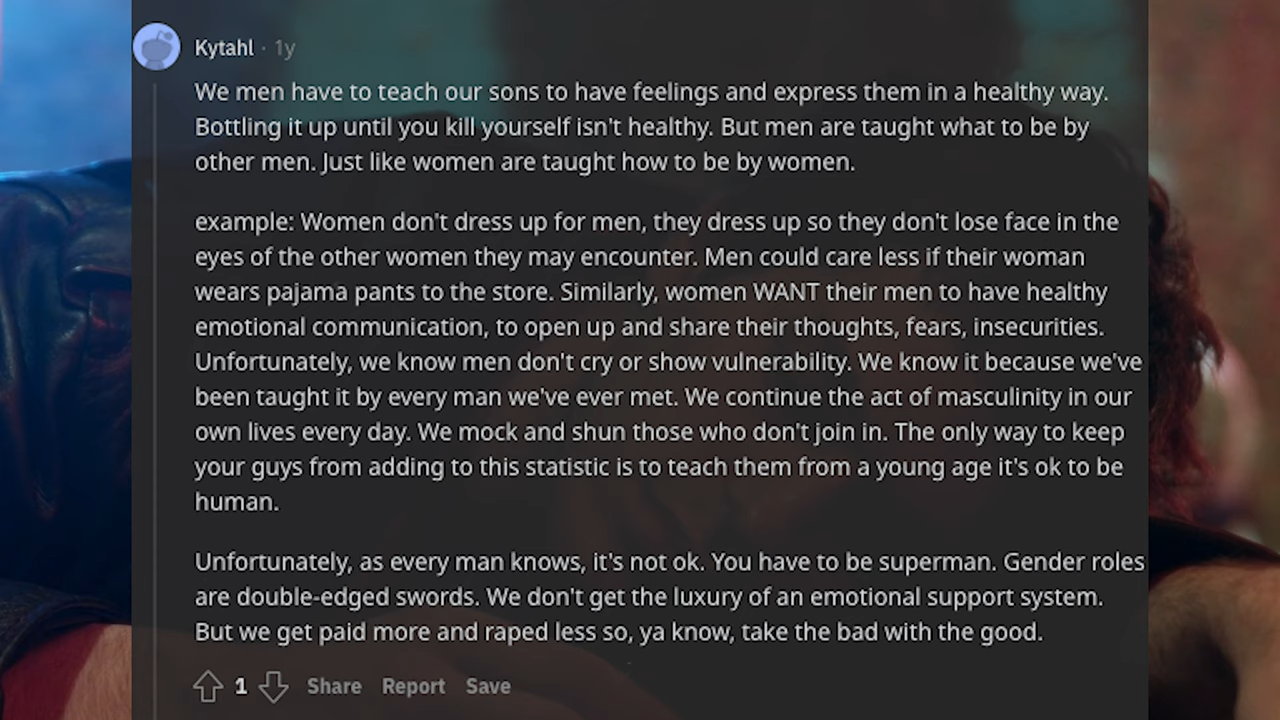 Kytahl · 1y
We men have to teach our sons to have feelings and express them in a healthy way.
Bottling it up until you kill yourself isn't healthy. But men are taught what to be by
other men. Just like women are taught how to be by women.
example: Women don't dress up for men, they dress up so they don't lose face in the
eyes of the other women they may encounter. Men could care less if their woman
wears pajama pants to the store. Similarly, women WANT their men to have healthy
emotional communication, to open up and share their thoughts, fears, insecurities.
Unfortunately, we know men don't cry or show vulnerability. We know it because we've
been taught it by every man we've ever met. We continue the act of masculinity in our
own lives every day. We mock and shun those who don't join in. The only way to keep
your guys from adding to this statistic is to teach them from a young age it's ok to be
human.
Unfortunately, as every man knows, it's not ok. You have to be superman. Gender roles
are double-edged swords. We don't get the luxury of an emotional support system.
But we get paid more and raped less so, ya know, take the bad with the good.
1 Share Report Save